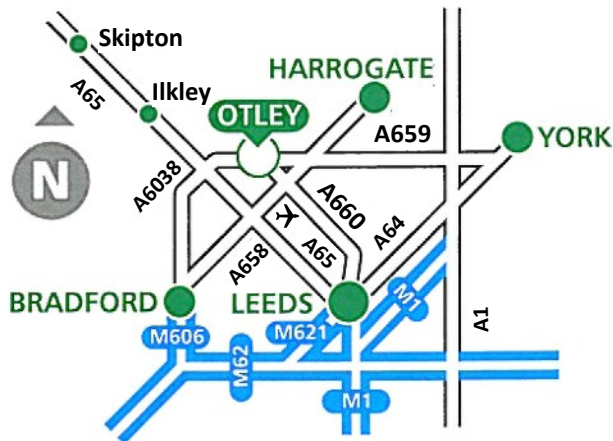 Skipton
HARROGATE
A65
Ilkley
OTLEY
A659
YORK
N
A6038
A660
A64
A658
A65
BRADFORD
LEEDS
M1
M606
M621
A1
M62
M1